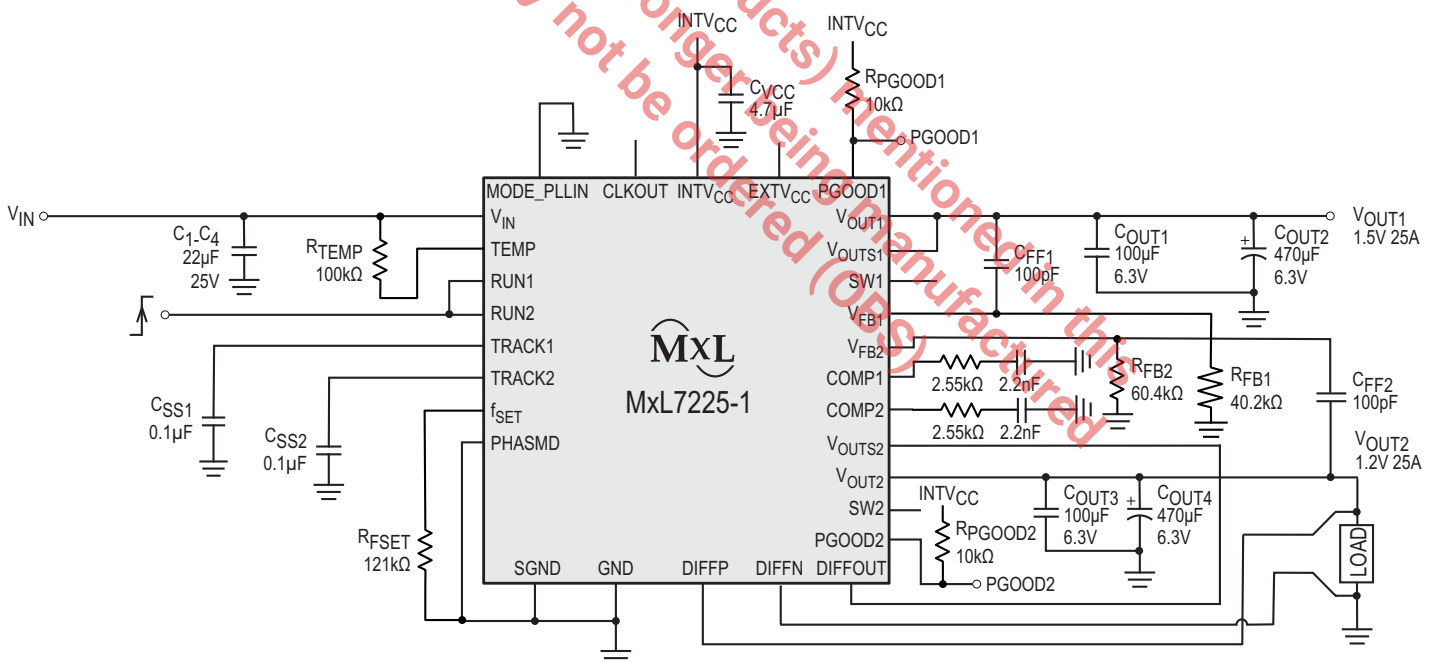 INTVCC
INTVCC
CVCC
4.7µF
RPGOOD1
10kΩ
PGOOD1
ucts) mentioned in this
onger being manufactured
y not be ordered (OBS)
MODE_PLLIN CLKOUT INTVCC EXTVCC PGOOD1
VIN
C1-C4
22µF
25V
RTEMP
100kΩ
VIN
TEMP
RUN1
RUN2
TRACK1
TRACK2
fSET
PHASMD
CSS1
0.1µF
CSS2
0.1µF
RFSET
121kΩ
MxL
MxL7225-1
VOUT1
VOUTS1
SW1
VFB1
VFB2
COMP1
COMP2
VOUTS2
VOUT2
SW2
PGOOD2
SGND GND DIFFP DIFFN DIFFOUT
CFF1
100pF
COUT1
100µF
6.3V
COUT2
+
470µF
6.3V
VOUT1
1.5V 25A
2.55kΩ 2.2nF
2.55kΩ 2.2nF
RFB2
60.4kΩ
RFB1
40.2kΩ
CFF2
100pF
VOUT2
1.2V 25A
INTVCC
RPGOOD2
10kΩ
PGOOD2
COUT3
100µF
6.3V
COUT4
+
470µF
6.3V
LOAD